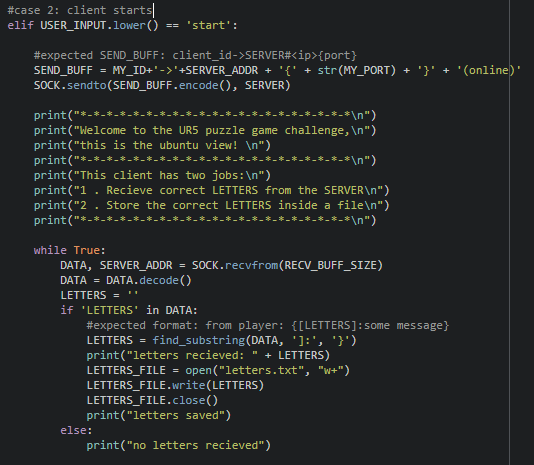 #case 2: client starts
elif USER_INPUT.lower() == 'start':
#expected SEND_BUFF: client_id->SERVER#<ip>{port}
SEND_BUFF = MY_ID+'->'+SERVER_ADDR + '{' + str(MY_PORT) + '}' + '(online)'
SOCK.sendto(SEND_BUFF.encode(), SERVER)
print("*-*-*-*-*-*-*-*-*-*-*-*-*-*-*-*-*-*-*-*-*\n")
print("Welcome to the UR5 puzzle game challenge,\n")
print("this is the ubuntu view! \n")
print("*-*-*-*-*-*-*-*-*-*-*-*-*-*-*-*-*-*-*-*-*\n")
print("This client has two jobs:\n")
print("1 . Recieve correct LETTERS from the SERVER\n")
print("2 . Store the correct LETTERS inside a file\n")
print("*-*-*-*-*-*-*-*-*-*-*-*-*-*-*-*-*-*-*-*-*\n")
while True:
DATA, SERVER_ADDR = SOCK.recvfrom(RECV_BUFF_SIZE)
DATA = DATA.decode()
LETTERS = ''
if 'LETTERS' in DATA:
#expected format: from player: {[LETTERS]:some message}
LETTERS = find_substring(DATA, ']:', '}')
print("letters recieved: " + LETTERS)
LETTERS_FILE = open("letters.txt", "w+")
LETTERS_FILE.write(LETTERS)
LETTERS_FILE.close()
print("letters saved")
else:
print("no letters recieved")